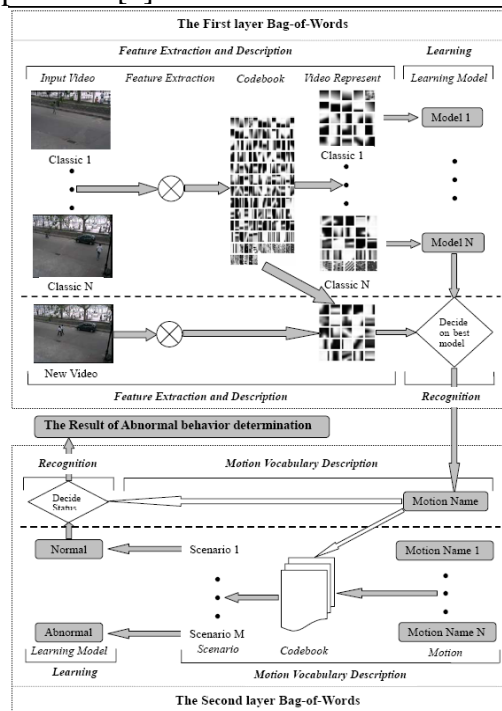 The First layer Bag-of-Words
Feature Extraction and Description
Learning
Input Video
Feature Extraction
Codebook
Video Represent
Learning Model
Model 1
Classic 1
Classic 1
Model N
Classic N
Classic N
Decide
on best
model
New Video
Feature Extraction and Description
Recognition
The Result of Abnormal behavior determination
Recognition
Motion Vocabulary Description
Decide
Status
Motion Name
Normal
Scenario 1
Motion Name 1
Abnormal
Scenario M
Motion Name N
Learning Model
Scenario
Codebook
Motion
Learning
Motion Vocabulary Description
The Second layer Bag-of-Words